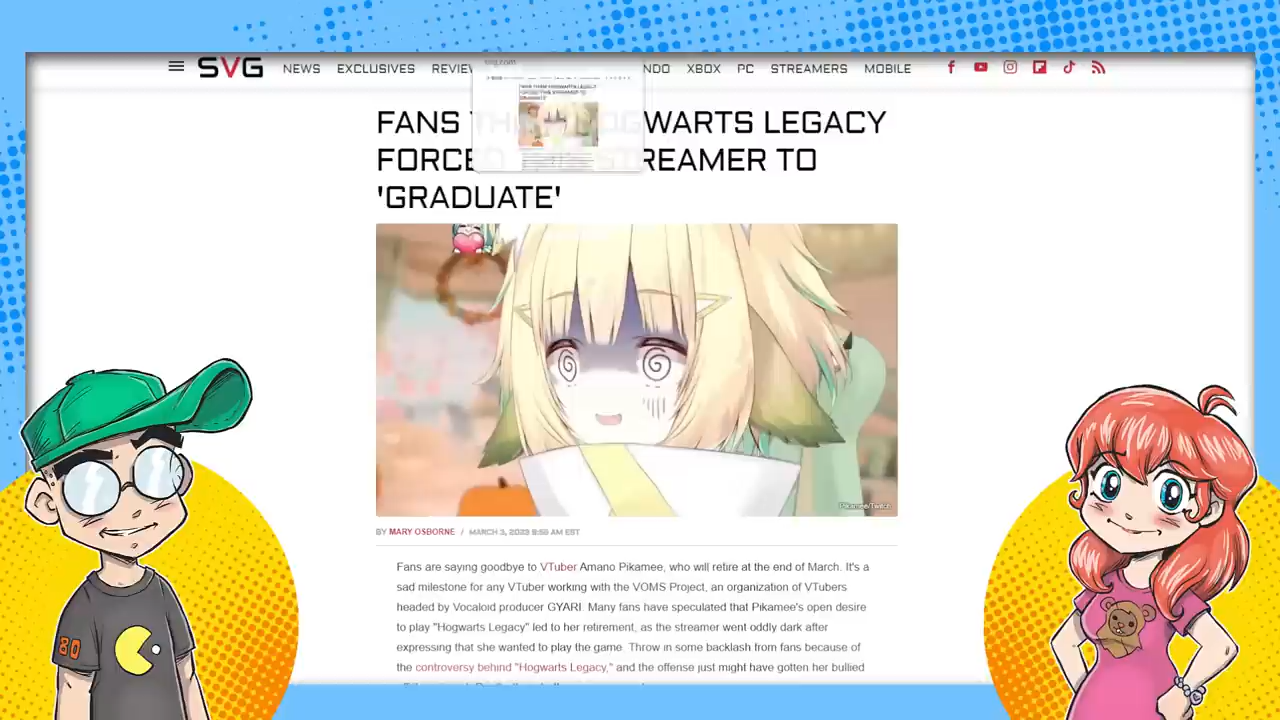 SVG NEWS EXCLUSIVES REVIEW NDO XBOX PC STREAMERS MOBILE
svg.com
FANS TH WARTS LEGACY
FORCED STREAMER TO
'GRADUATE'
Pikamee/Twitch
BY MARY OSBORNE / MARCH 3, 2023 9:59 AM EST
Fans are saying goodbye to VTuber Amano Pikamee, who will retire at the end of March. It's a
sad milestone for any VTuber working with the VOMS Project, an organization of VTubers
headed by Vocaloid producer GYARI. Many fans have speculated that Pikamee's open desire
to play "Hogwarts Legacy" led to her retirement, as the streamer went oddly dark after
expressing that she wanted to play the game. Throw in some backlash from fans because of
the controversy behind "Hogwarts Legacy," and the offense just might have gotten her bullied
80